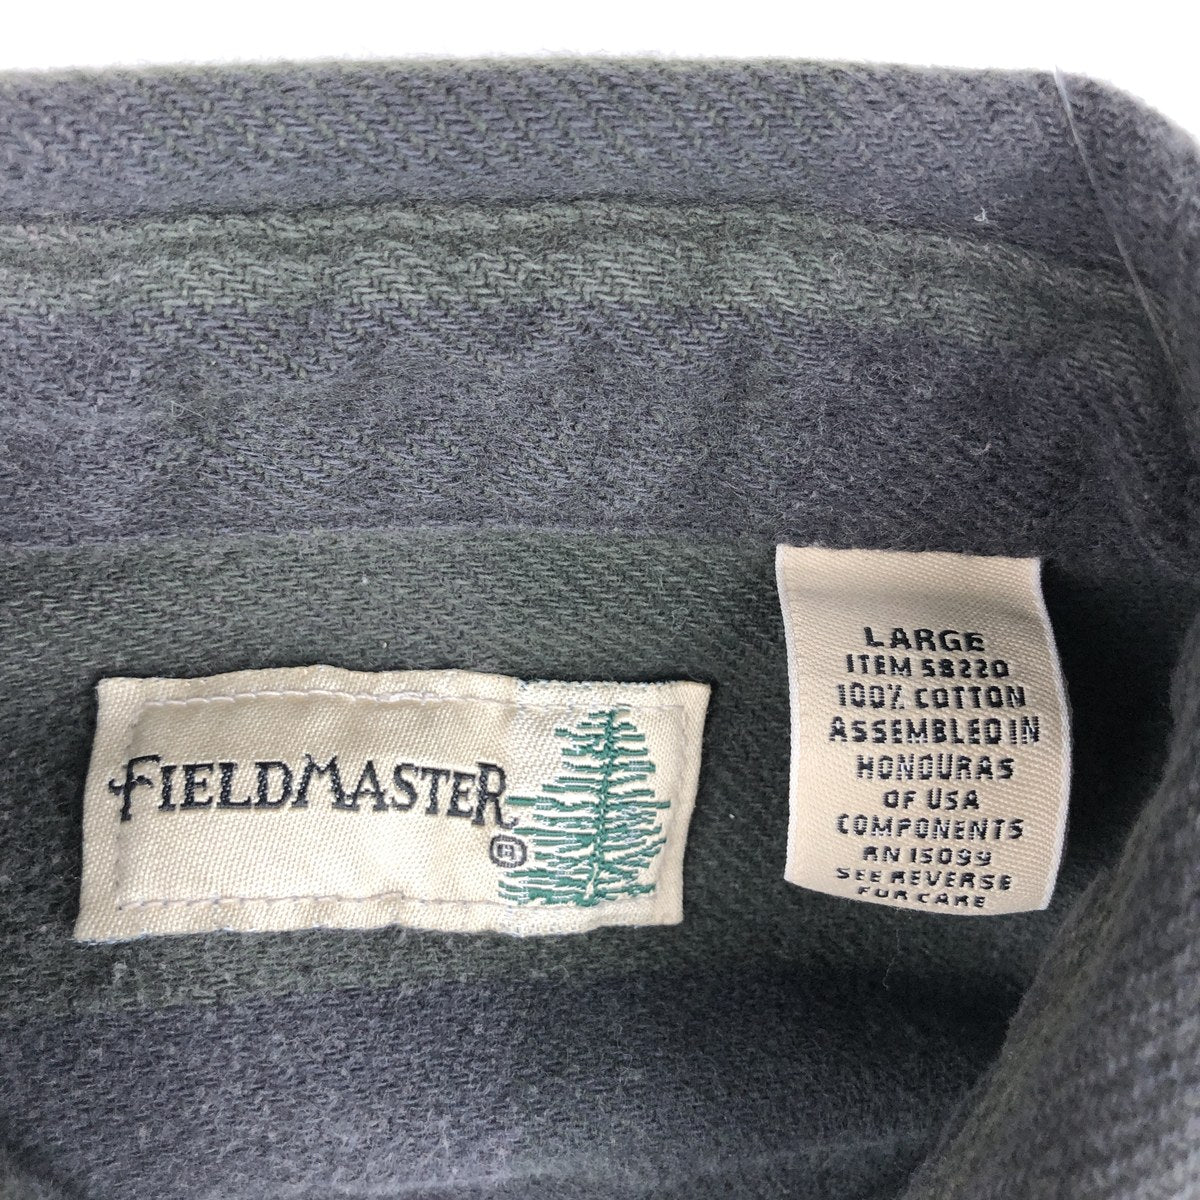 FIELDMASTER
®
LARGE
ITEM 58220
100% COTTON
ASSEMBLED IN
HONDURAS
OF USA
COMPONENTS
RN 15099
SEE REVERSE
FOR CARE